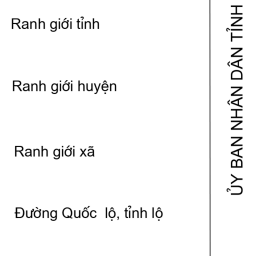 Ranh giới tỉnh
Ranh giới huyện
Ranh giới xã
Đường Quốc  lộ, tỉnh lộ
ỦY BAN NHÂN DÂN TỈNH